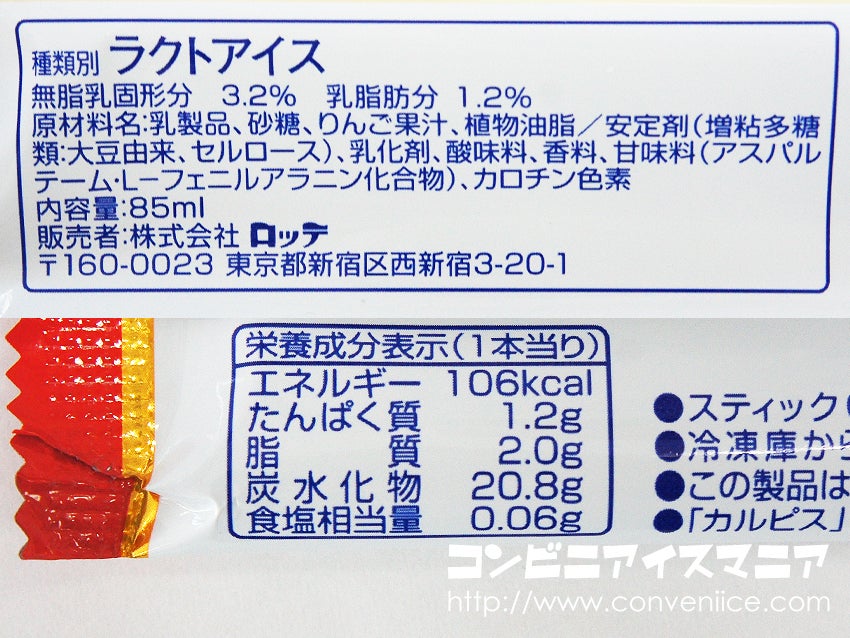 種類別 ラクトアイス
無脂乳固形分 3.2% 乳脂肪分 1.2%
原材料名:乳製品、砂糖、りんご果汁、植物油脂／安定剤(増粘多糖
類:大豆由来、セルロース)、乳化剤、酸味料、香料、甘味料(アスパル
テーム・L-フェニルアラニン化合物)、カロチン色素
内容量:85ml
販売者:株式会社 ロッテ
〒160-0023 東京都新宿区西新宿3-20-1
栄養成分表示(1本当り)
エネルギー 106kcal
たんぱく質 1.2g
脂質 2.0g
炭水化物 20.8g
食塩相当量 0.06g
●スティック(
●冷凍庫から
●この製品は
●「カルピス」
コンビニアイスマニア
http://www.conveniice.com